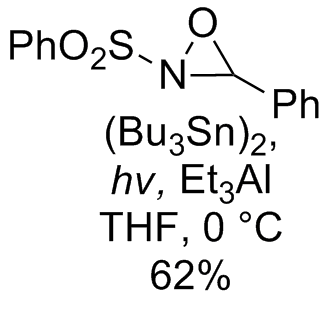 O
PhO₂S
N
Ph
(Bu₃Sn)₂,
hν, Et₃Al
THF, 0 °C
62%